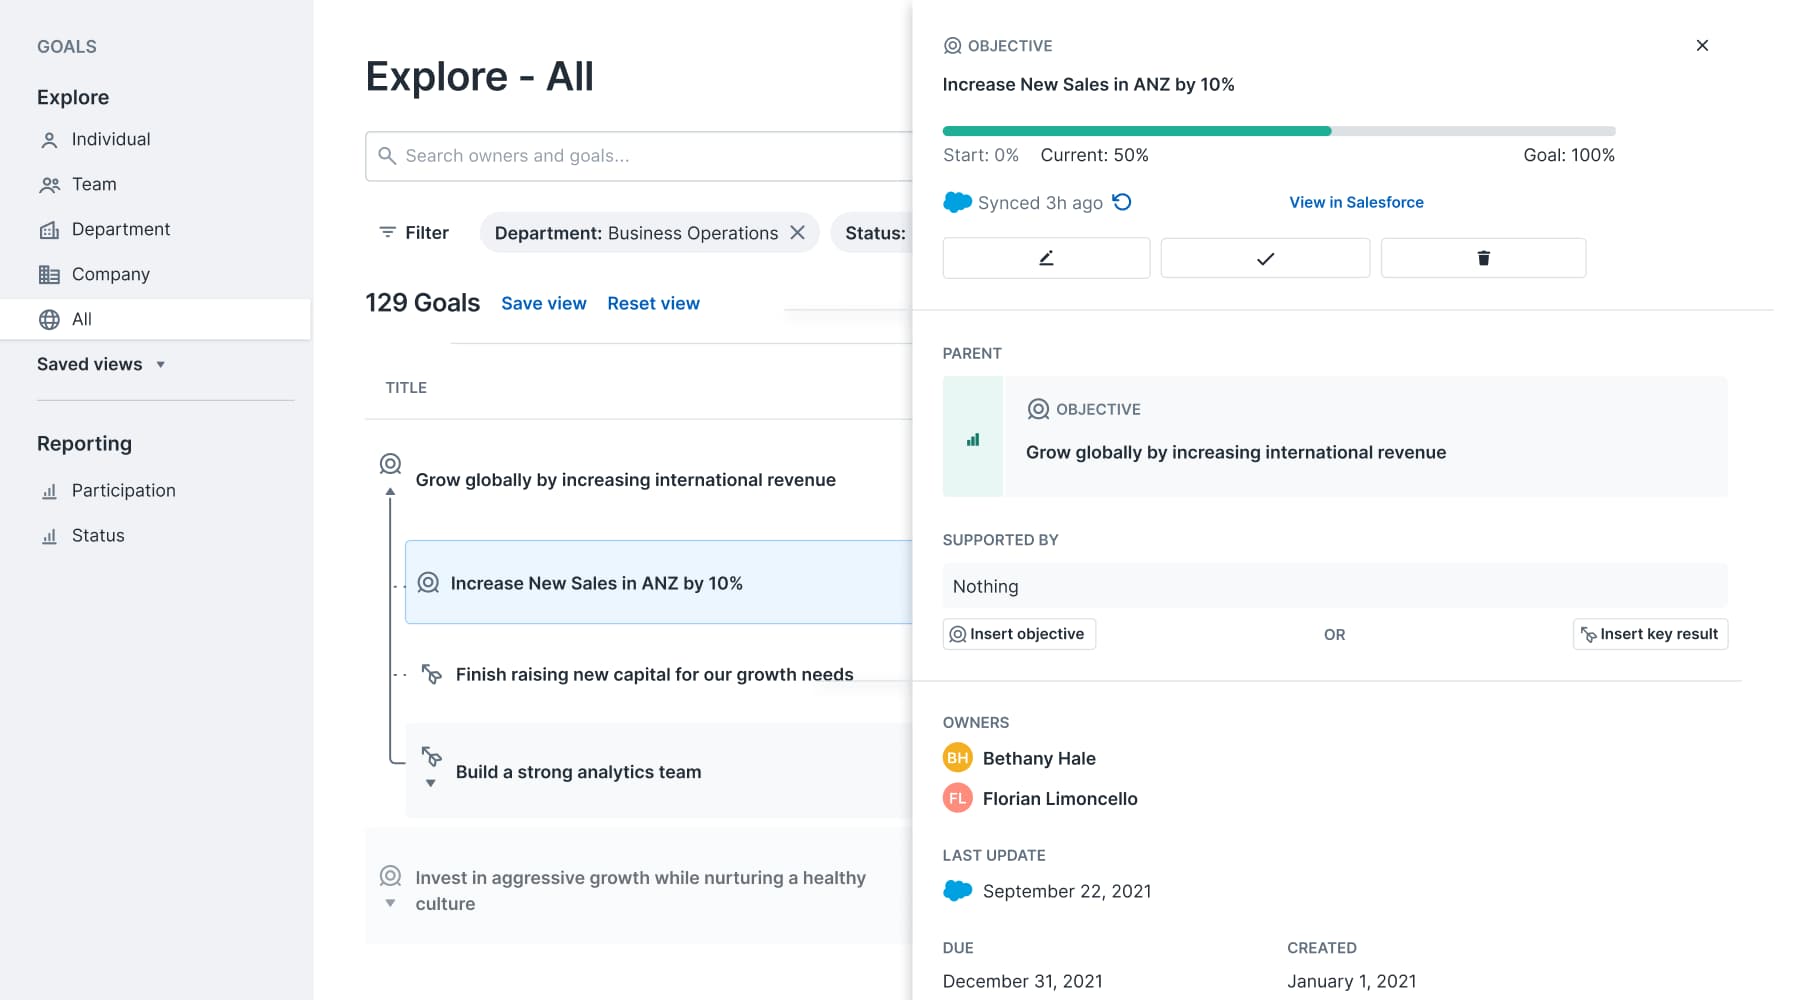 GOALS
Explore
Individual
Team
Department
Company
All
Saved views
Reporting
Participation
Status
Explore - All
Search owners and goals...
Filter
Department: Business Operations
Status:
129 Goals
Save view
Reset view
TITLE
Grow globally by increasing international revenue
Increase New Sales in ANZ by 10%
Finish raising new capital for our growth needs
Build a strong analytics team
Invest in aggressive growth while nurturing a healthy
culture
OBJECTIVE
Increase New Sales in ANZ by 10%
Start: 0% Current: 50% Goal: 100%
Synced 3h ago
View in Salesforce
PARENT
OBJECTIVE
Grow globally by increasing international revenue
SUPPORTED BY
Nothing
Insert objective
OR
Insert key result
OWNERS
BH Bethany Hale
FL Florian Limoncello
LAST UPDATE
September 22, 2021
DUE
December 31, 2021
CREATED
January 1, 2021